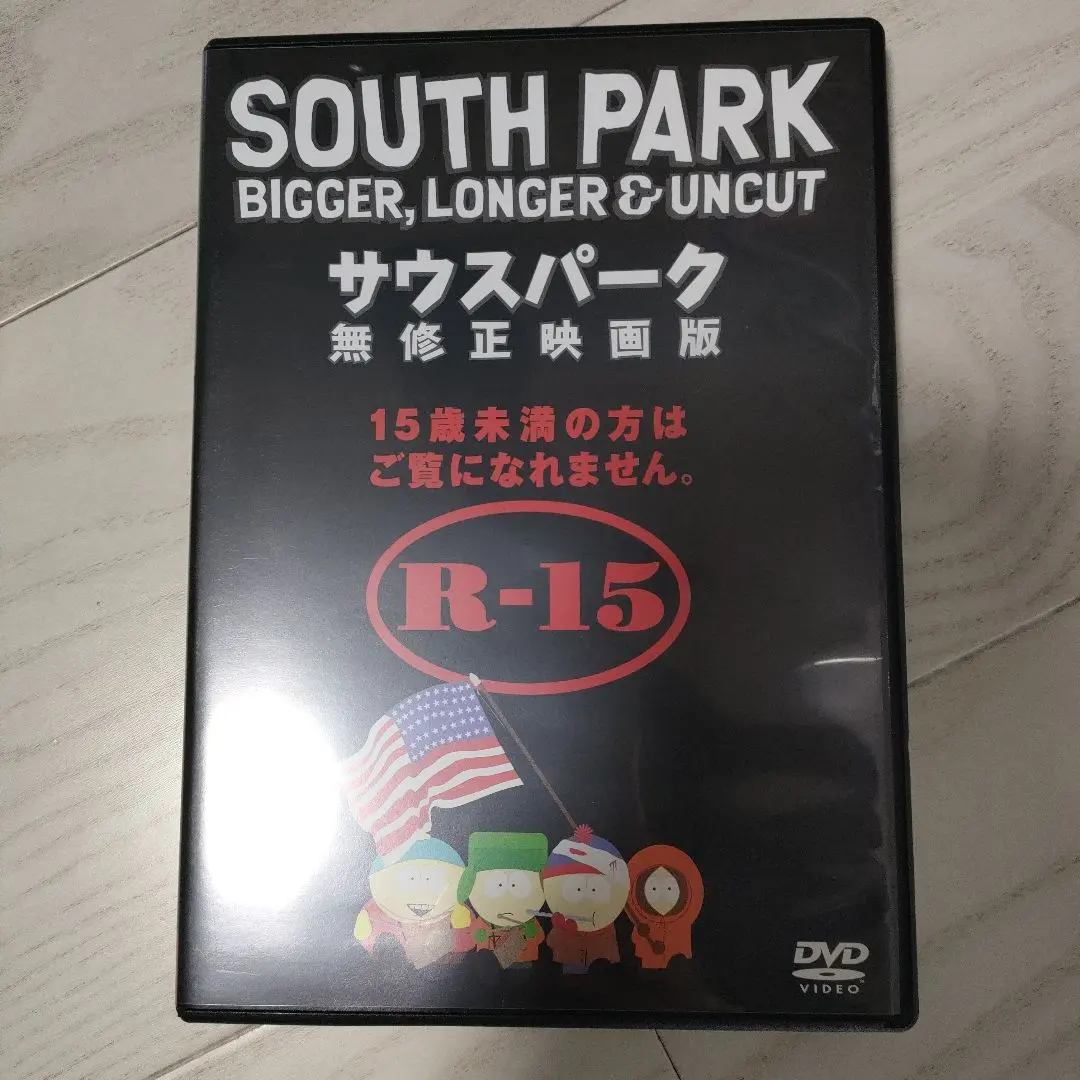 SOUTH PARK
BIGGER, LONGER & UNCUT
サウスパーク
無修正映画版
15歳未満の方は
ご覧になれません。
R-15
DVD
VIDEO